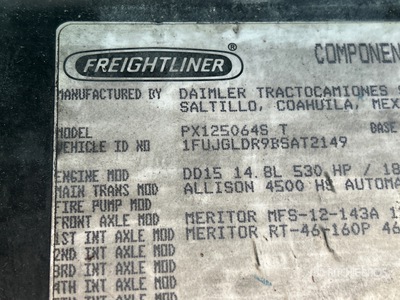 FREIGHTLINER®
COMPONEN
MANUFACTURED BY DAIMLER TRACTOCAMIONES S
SALTILLO, COAHUILA, MEX
MODEL PX125064S T BASE
VEHICLE ID NO 1FUJGLDR9BSAT2149
ENGINE MOD DD15 14.8L 530 HP / 18
MAIN TRANS MOD ALLISON 4500 HS AUTOMA
FIRE PUMP MOD
FRONT AXLE MOD MERITOR MFS-12-143A 1
1ST INT AXLE MOD MERITOR RT-46-160P 46
2ND INT AXLE MOD
3RD INT AXLE MOD
4TH INT AXLE MOD